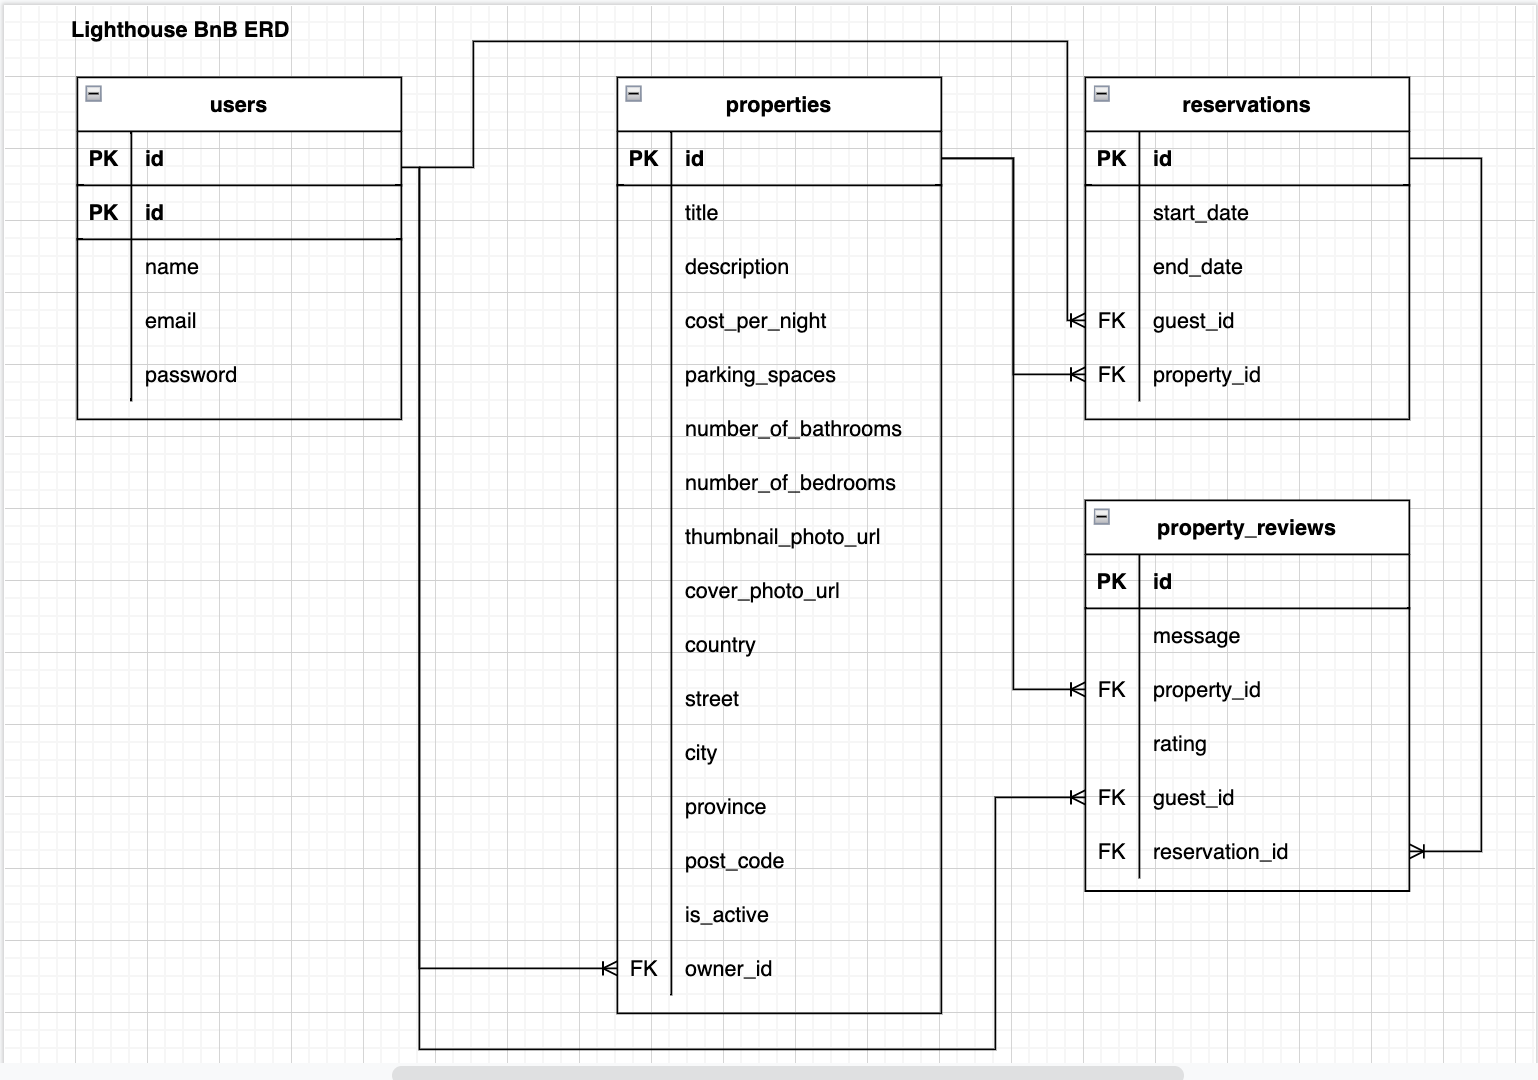 Lighthouse BnB ERD
users
PK id
PK id
name
email
password
properties
PK id
title
description
cost_per_night
parking_spaces
number_of_bathrooms
number_of_bedrooms
thumbnail_photo_url
cover_photo_url
country
street
city
province
post_code
is_active
FK owner_id
reservations
PK id
start_date
end_date
FK guest_id
FK property_id
property_reviews
PK id
message
FK property_id
rating
FK guest_id
FK reservation_id